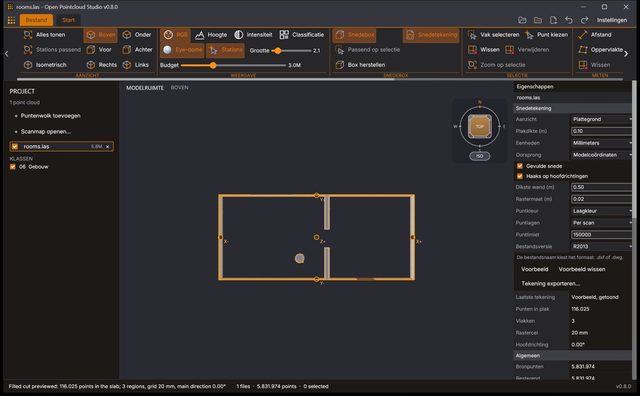 rooms.las - Open Pointcloud Studio v0.8.0
Bestand
Start
Instellingen
Alles tonen
Boven
Onder
RGB
Hoogte
Intensiteit
Classificatie
Snedebox
Snedetekening
Vak selecteren
Punt kiezen
Afstand
Stations passend
Voor
Achter
Eye-dome
Stations
Grootte
2.1
Passend op selectie
Wissen
Verwijderen
Oppervlakte
Isometrisch
Rechts
Links
Budget
3.0M
Box herstellen
Zoom op selectie
Wissen
AANZICHT
WEERGAVE
SNEDEBOX
SELECTIE
METEN
PROJECT
1 point cloud
+ Puntenwolk toevoegen
+ Scanmap openen...
rooms.las
5.8M
×
KLASSEN
06 Gebouw
MODELRUIMTE
BOVEN
N
W
E
TOP
ISO
Y+
X-
Z+
X+
Y-
Eigenschappen
rooms.las
Snedetekening
Aanzicht
Plattegrond
Plakdikte (m)
0.10
Eenheden
Millimeters
Oorsprong
Modelcoördinaten
Gevulde snede
Haaks op hoofdrichtingen
Dikste wand (m)
0.50
Rastermaat (m)
0.02
Puntkleur
Laagkleur
Puntlagen
Per scan
Puntlimiet
150000
Bestandsversie
R2013
De bestandsnaam kiest het formaat: .dxf of .dwg.
Voorbeeld
Voorbeeld wissen
Tekening exporteren...
Laatste tekening
Voorbeeld, getoond
Punten in plak
116.025
Vlakken
3
Rastercel
20 mm
Hoofdrichting
0.00°
Algemeen
Bronpunten
5.831.974
Bestegend
5.831.974
Filled cut previewed: 116.025 points in the slab; 3 regions, grid 20 mm, main direction 0.00°
1 files - 5.831.974 points - 0 selected
v0.8.0